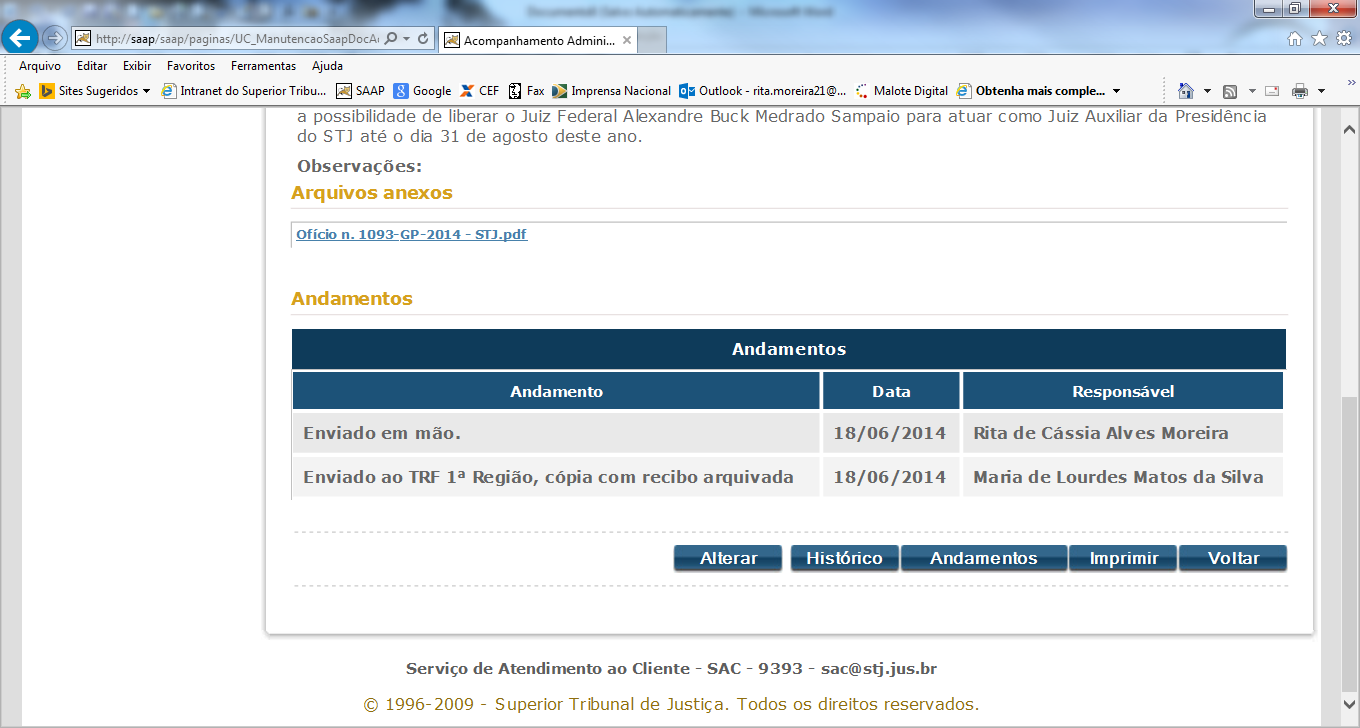 Documento8 (Salvo Automaticamente) - Microsoft Word
http://saap/saap/paginas/UC_ManutencaoSaapDocA
Acompanhamento Admini...
Arquivo Editar Exibir Favoritos Ferramentas Ajuda
Sites Sugeridos Intranet do Superior Tribu... SAAP Google CEF Fax Imprensa Nacional Outlook - rita.moreira21@... Malote Digital Obtenha mais comple...
a possibilidade de liberar o Juiz Federal Alexandre Buck Medrado Sampaio para atuar como Juiz Auxiliar da Presidência
do STJ até o dia 31 de agosto deste ano.
Observações:
Arquivos anexos
Ofício n. 1093-GP-2014 - STJ.pdf
Andamentos
Andamentos
Andamento Data Responsável
Enviado em mão. 18/06/2014 Rita de Cássia Alves Moreira
Enviado ao TRF 1ª Região, cópia com recibo arquivada 18/06/2014 Maria de Lourdes Matos da Silva
Alterar Histórico Andamentos Imprimir Voltar
Serviço de Atendimento ao Cliente - SAC - 9393 - sac@stj.jus.br
© 1996-2009 - Superior Tribunal de Justiça. Todos os direitos reservados.